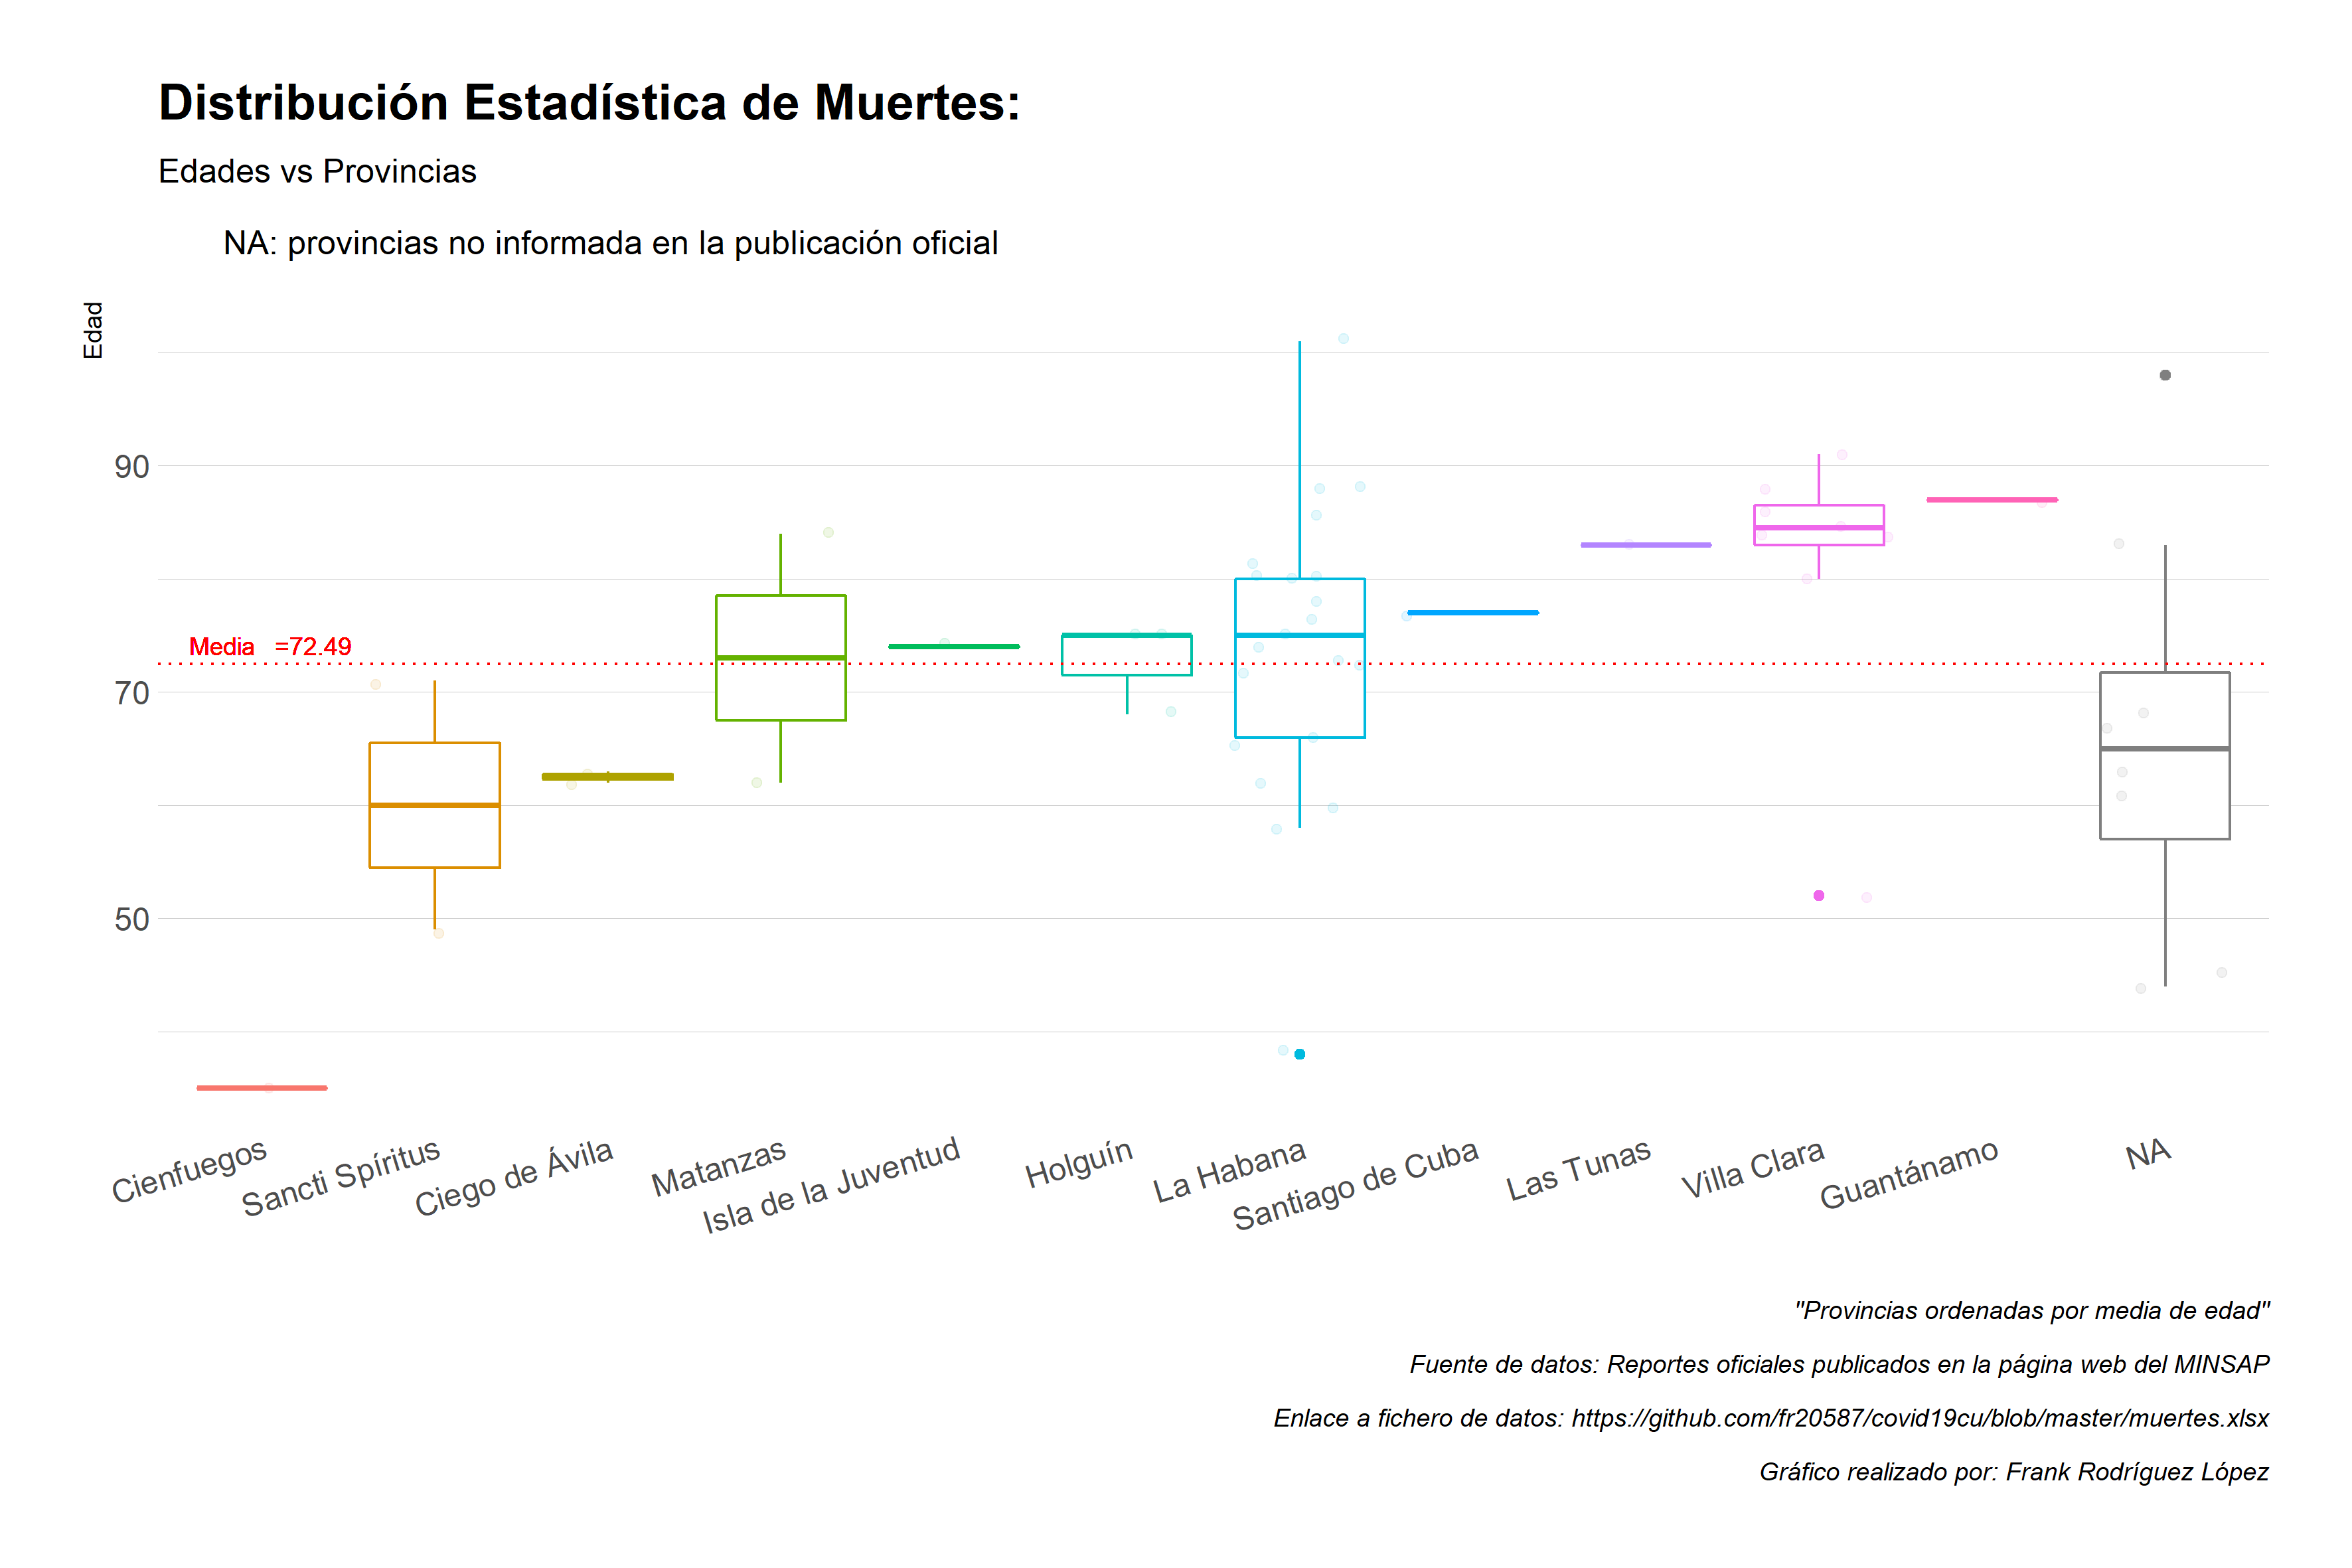 Distribución Estadística de Muertes:
Edades vs Provincias
NA: provincias no informada en la publicación oficial
Edad
90
70
50
Media =72.49
Cienfuegos
Sancti Spíritus
Ciego de Ávila
Matanzas
Isla de la Juventud
Holguín
La Habana
Santiago de Cuba
Las Tunas
Villa Clara
Guantánamo
NA
"Provincias ordenadas por media de edad"
Fuente de datos: Reportes oficiales publicados en la página web del MINSAP
Enlace a fichero de datos: https://github.com/fr20587/covid19cu/blob/master/muertes.xlsx
Gráfico realizado por: Frank Rodríguez López